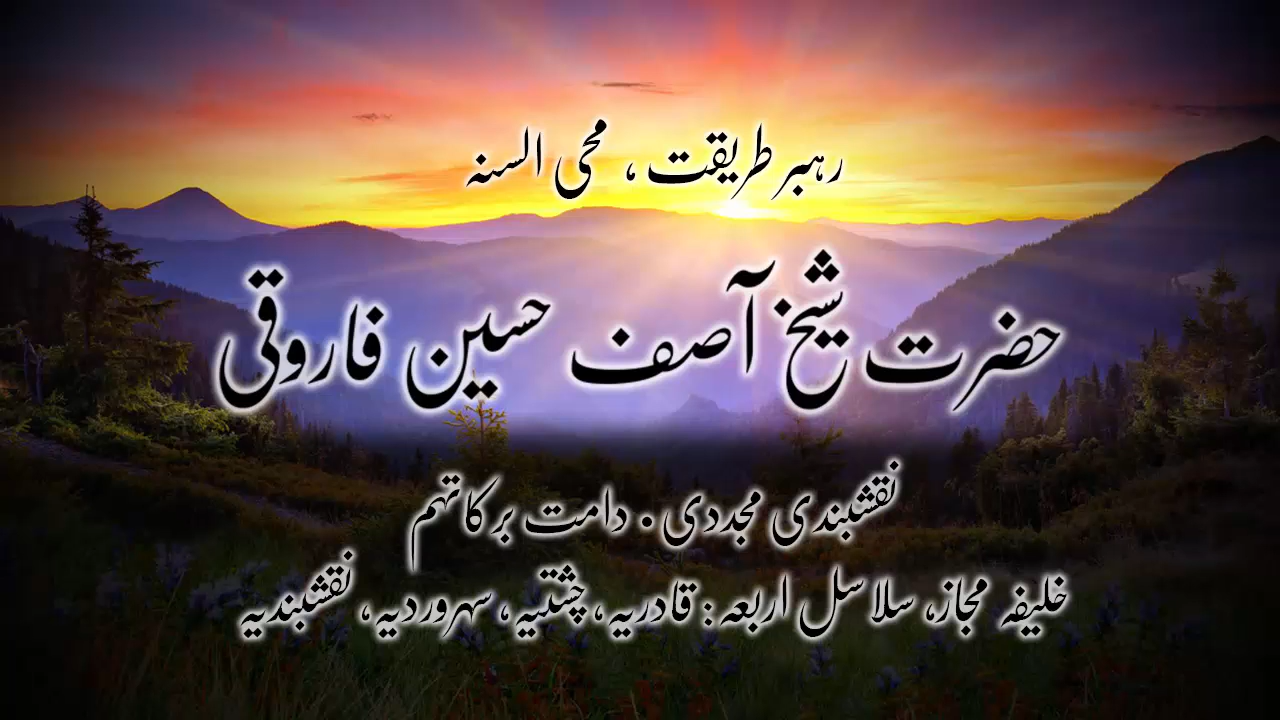 رہبر طریقت ، محی السنہ
حضرت شیخ آصف حسین فاروقی
نقشبندی مجددی ۰ دامت برکاتہم
خلیفہ مجاز، سلاسل اربعہ: قادریہ، چشتیہ، سہروردیہ، نقشبندیہ